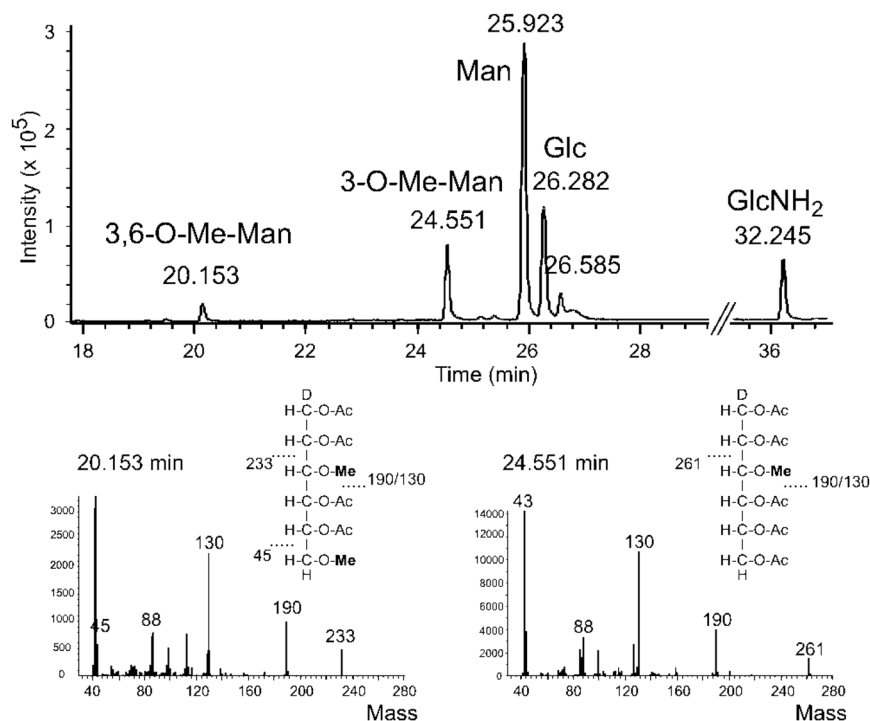 25.923
Man
Glc
26.282
3-O-Me-Man
24.551
GlcNH2
32.245
3,6-O-Me-Man
20.153
26.585
Intensity (x 10^5)
3
2
1
0
18
20
24
26
28
36
Time (min)
20.153 min
D
H-C-O-Ac
H-C-O-Ac
233
H-C-O-Me
190/130
H-C-O-Ac
H-C-O-Ac
45
H-C-O-Me
H
3000
2500
2000
1500
1000
500
0
45
88
130
190
233
40
80
120
160
200
240
280
Mass
24.551 min
D
H-C-O-Ac
H-C-O-Ac
261
H-C-O-Me
190/130
H-C-O-Ac
H-C-O-Ac
H-C-O-Ac
H
14000
12000
10000
8000
6000
4000
2000
0
43
88
130
190
261
40
80
120
160
200
240
280
Mass